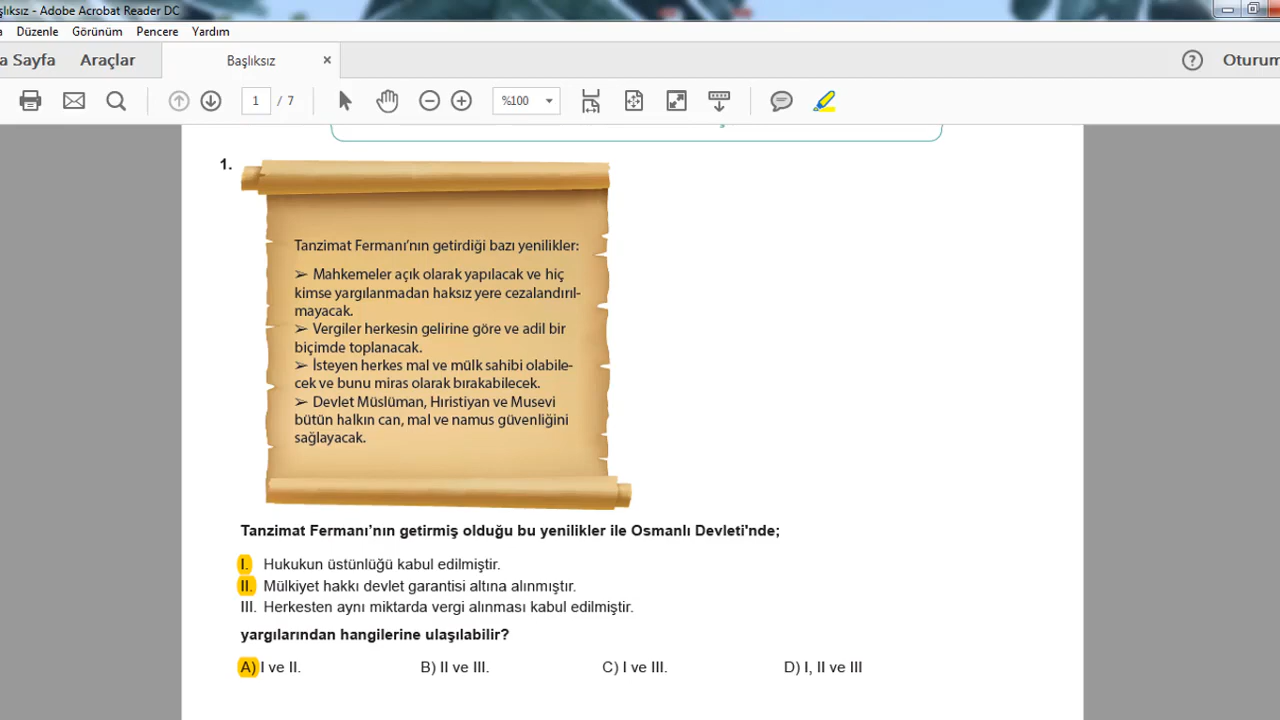 şlıksız - Adobe Acrobat Reader DC
Düzenle Görünüm Pencere Yardım
a Sayfa Araçlar Başlıksız × ? Oturum
1 / 7 %100
1.
Tanzimat Fermanı’nın getirdiği bazı yenilikler:
➢ Mahkemeler açık olarak yapılacak ve hiç
kimse yargılanmadan haksız yere cezalandırıl-
mayacak.
➢ Vergiler herkesin gelirine göre ve adil bir
biçimde toplanacak.
➢ İsteyen herkes mal ve mülk sahibi olabile-
cek ve bunu miras olarak bırakabilecek.
➢ Devlet Müslüman, Hıristiyan ve Musevi
bütün halkın can, mal ve namus güvenliğini
sağlayacak.
Tanzimat Fermanı’nın getirmiş olduğu bu yenilikler ile Osmanlı Devleti'nde;
I. Hukukun üstünlüğü kabul edilmiştir.
II. Mülkiyet hakkı devlet garantisi altına alınmıştır.
III. Herkesten aynı miktarda vergi alınması kabul edilmiştir.
yargılarından hangilerine ulaşılabilir?
A) I ve II. B) II ve III. C) I ve III. D) I, II ve III